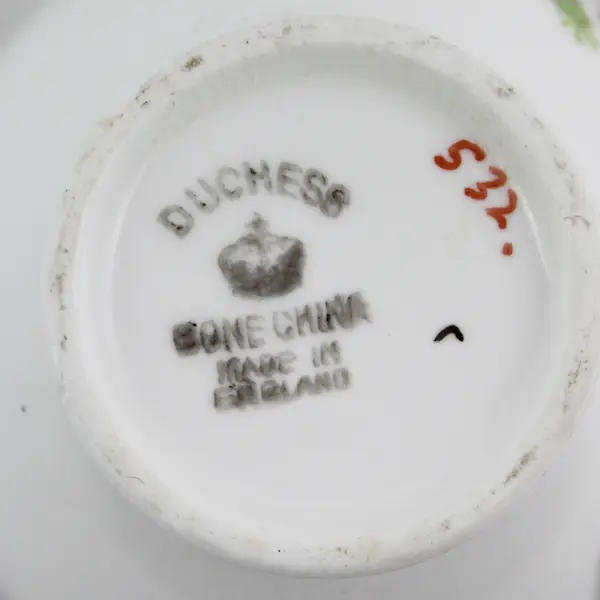 DUCHESS
BONE CHINA
MADE IN
ENGLAND
532.